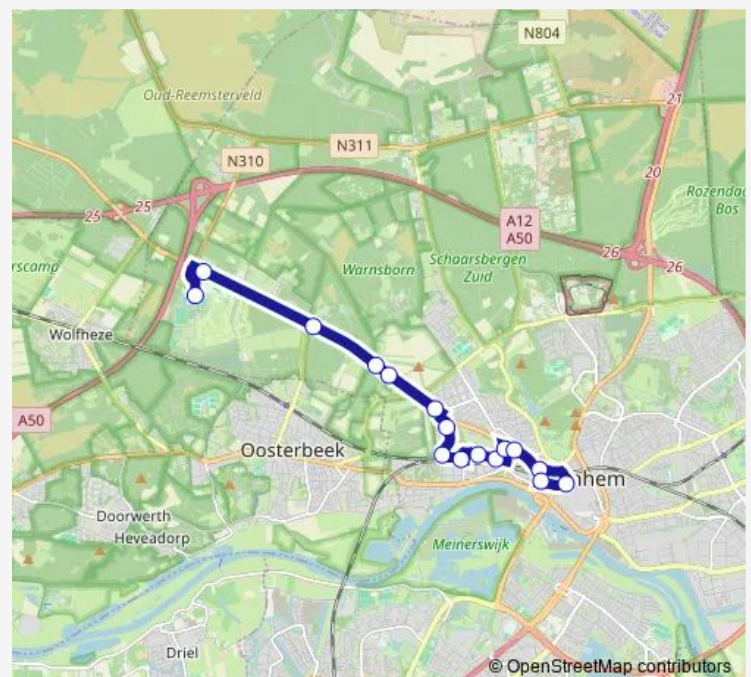 N804
Oud-Reemsterveld
21
N311
N310
20
Rozendaa
Bos
25
25
A12
A50
26
26
rscamp
Warnsborn
Schaarsbergen
Zuid
Wolfheze
A50
Oosterbeek
nhem
Doorwerth
Heveadorp
Meinerswijk
Driel
© OpenStreetMap contributors